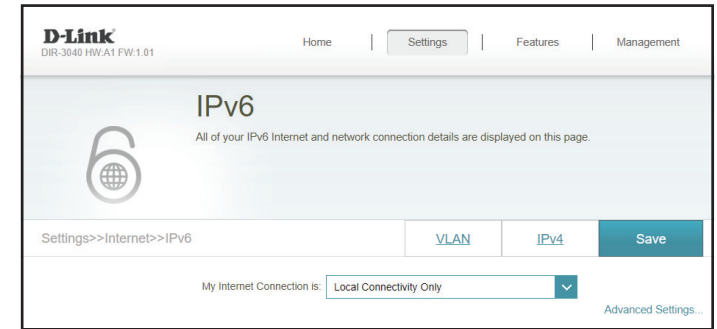 D-Link
DIR-3040 HW:A1 FW:1.01
Home | Settings | Features | Management
IPv6
All of your IPv6 Internet and network connection details are displayed on this page.
Settings>>Internet>>IPv6
VLAN
IPv4
Save
My Internet Connection is: Local Connectivity Only
Advanced Settings...